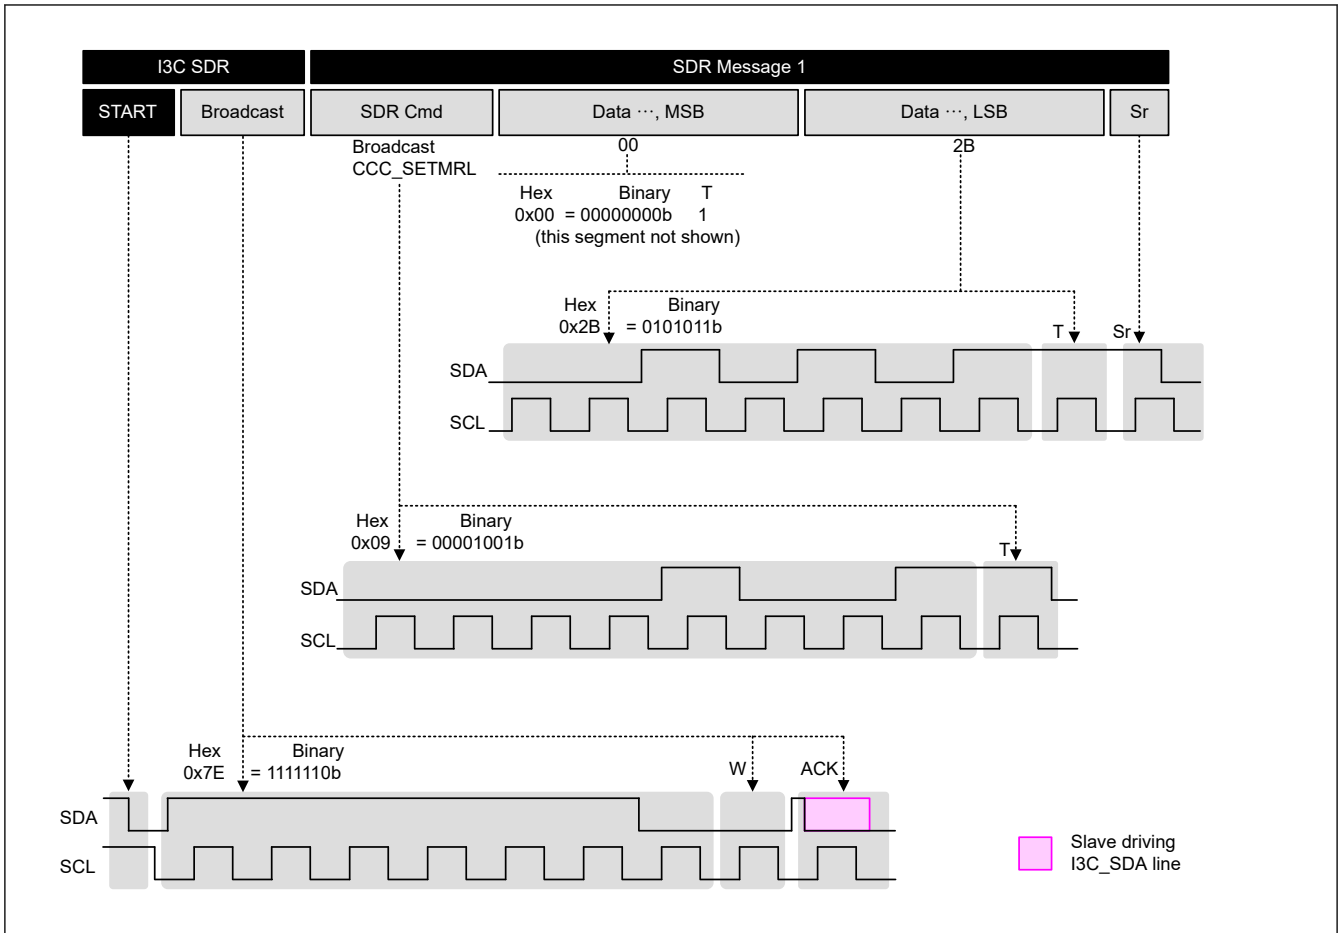 I3C SDR SDR Message 1
START Broadcast SDR Cmd Data ⋯, MSB Data ⋯, LSB Sr
Broadcast
CCC_SETMRL
00 2B
Hex Binary T
0x00 = 00000000b 1
(this segment not shown)
Hex Binary
0x2B = 0101011b
T Sr
SDA
SCL
Hex Binary
0x09 = 00001001b
T
SDA
SCL
Hex Binary
0x7E = 1111110b
W ACK
SDA
SCL
Slave driving
I3C_SDA line